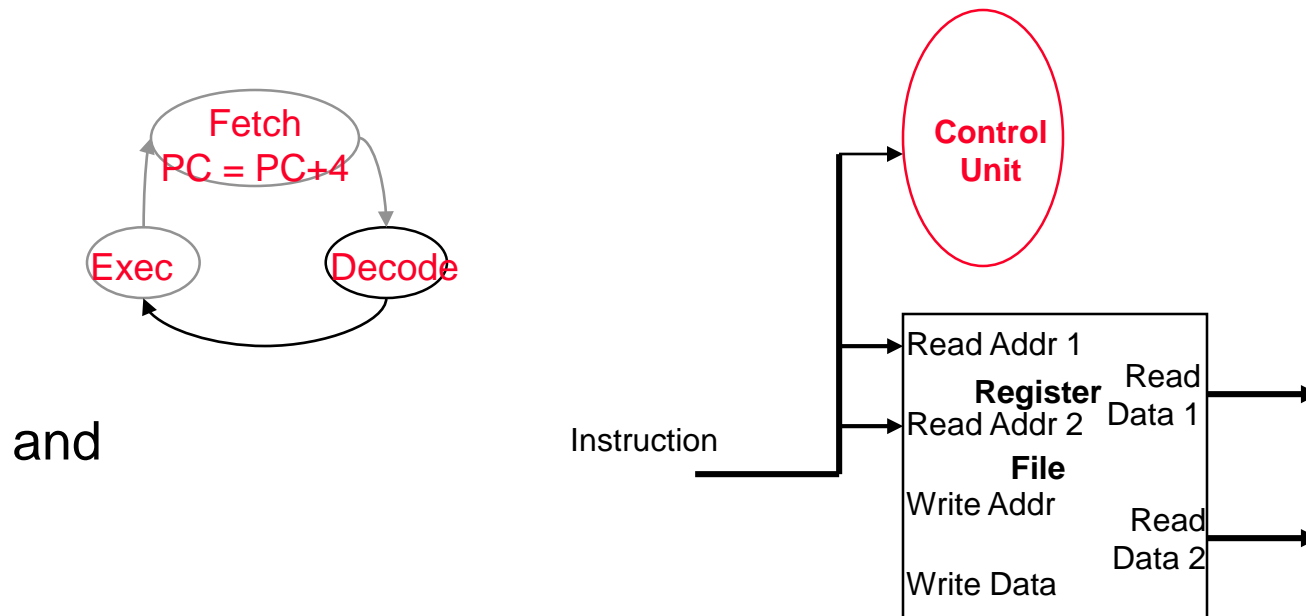 Fetch
PC = PC+4
Exec
Decode
and
Control
Unit
Instruction
Read Addr 1
Register
Read Addr 2
File
Write Addr
Write Data
Read
Data 1
Read
Data 2